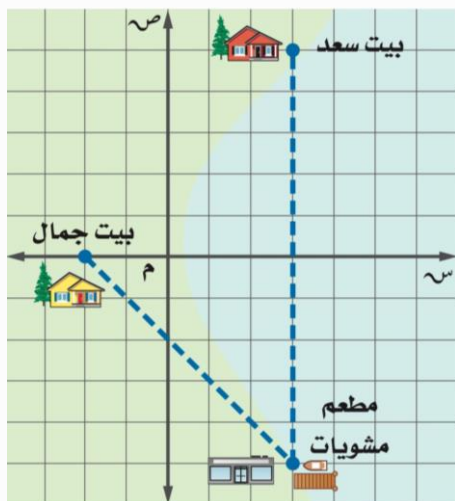 ص
بيت سعد
بيت جمال
م
س
مطعم
مشويات